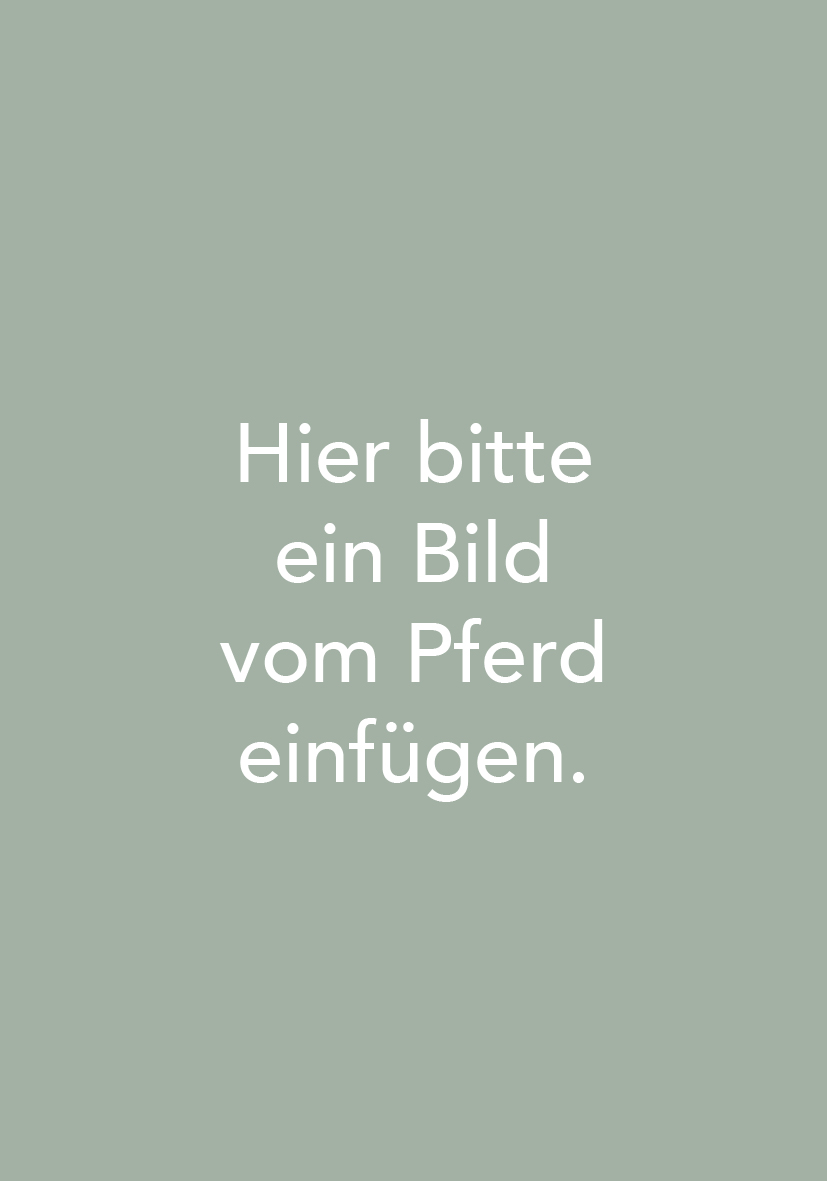 Hier bitte
ein Bild
vom Pferd
einfügen.